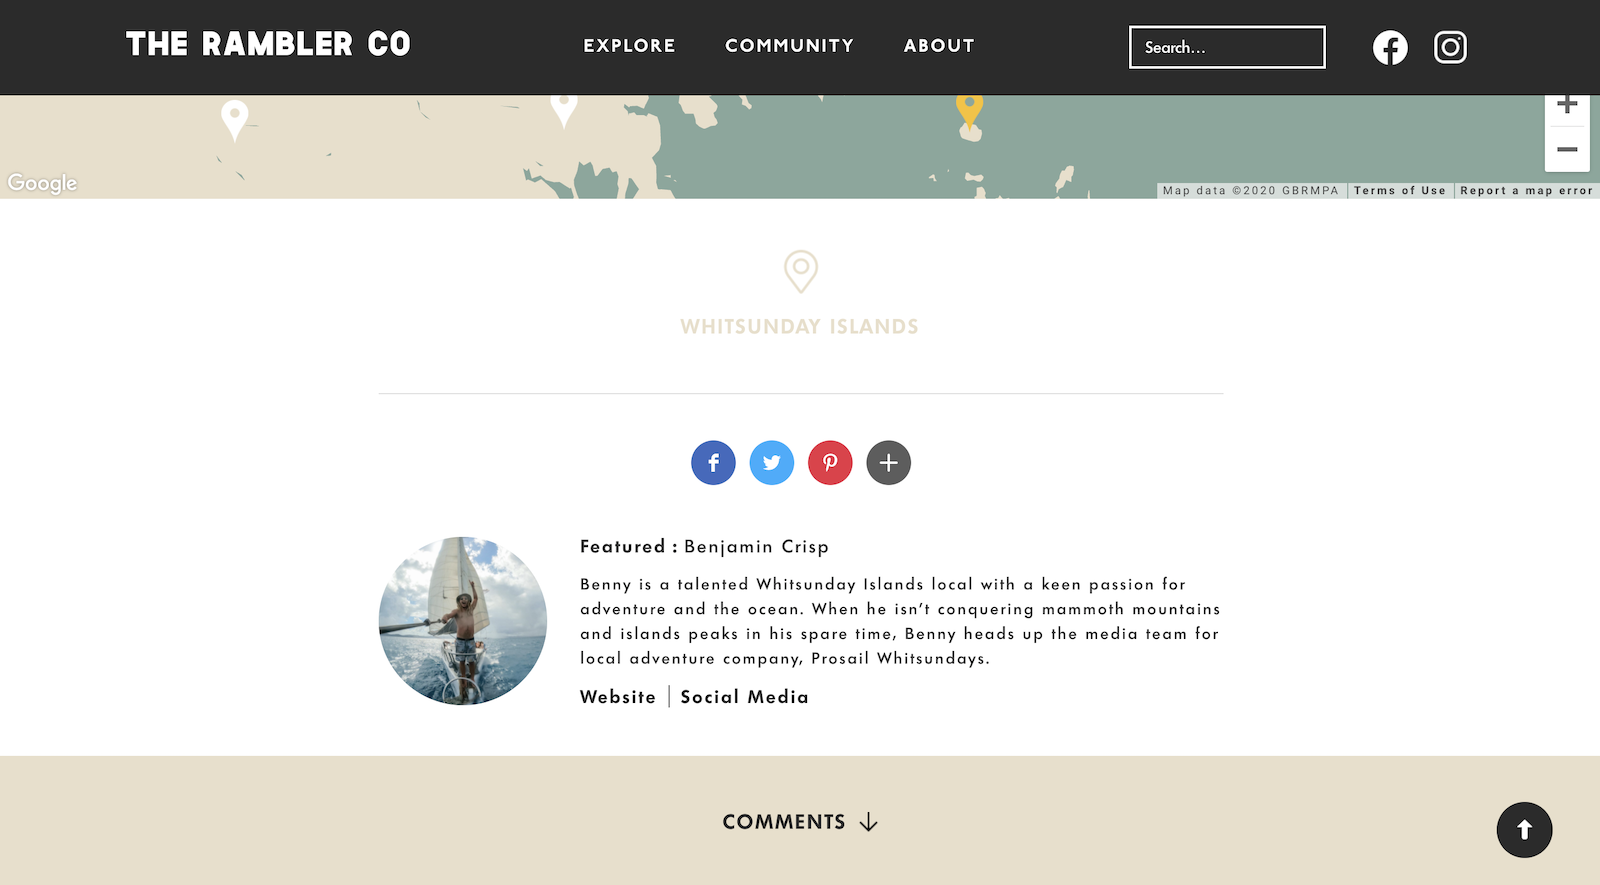 THE RAMBLER CO
EXPLORE COMMUNITY ABOUT
Search...
Google
Map data ©2020 GBRMPA Terms of Use Report a map error
WHITSUNDAY ISLANDS
Featured : Benjamin Crisp
Benny is a talented Whitsunday Islands local with a keen passion for
adventure and the ocean. When he isn't conquering mammoth mountains
and islands peaks in his spare time, Benny heads up the media team for
local adventure company, Prosail Whitsundays.
Website | Social Media
COMMENTS